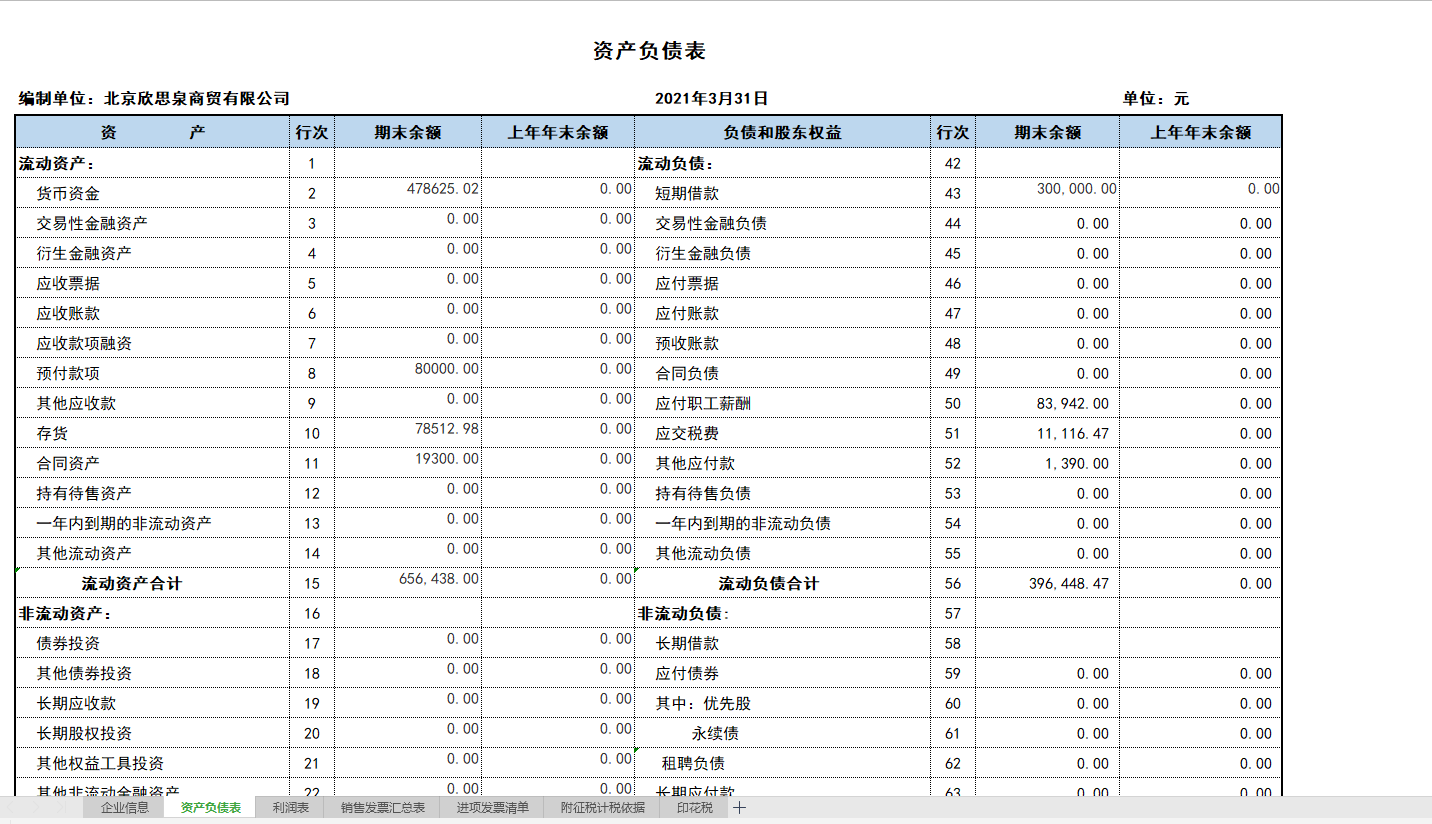 资产负债表
编制单位：北京欣思泉商贸有限公司 2021年3月31日 单位：元
资 产 行次 期末余额 上年年末余额 负债和股东权益 行次 期末余额 上年年末余额
流动资产： 1 流动负债： 42
货币资金 2 478625.02 0.00 短期借款 43 300,000.00 0.00
交易性金融资产 3 0.00 0.00 交易性金融负债 44 0.00 0.00
衍生金融资产 4 0.00 0.00 衍生金融负债 45 0.00 0.00
应收票据 5 0.00 0.00 应付票据 46 0.00 0.00
应收账款 6 0.00 0.00 应付账款 47 0.00 0.00
应收款项融资 7 0.00 0.00 预收账款 48 0.00 0.00
预付款项 8 80000.00 0.00 合同负债 49 0.00 0.00
其他应收款 9 0.00 0.00 应付职工薪酬 50 83,942.00 0.00
存货 10 78512.98 0.00 应交税费 51 11,116.47 0.00
合同资产 11 19300.00 0.00 其他应付款 52 1,390.00 0.00
持有待售资产 12 0.00 0.00 持有待售负债 53 0.00 0.00
一年内到期的非流动资产 13 0.00 0.00 一年内到期的非流动负债 54 0.00 0.00
其他流动资产 14 0.00 0.00 其他流动负债 55 0.00 0.00
流动资产合计 15 656,438.00 0.00 流动负债合计 56 396,448.47 0.00
非流动资产： 16 非流动负债： 57
债券投资 17 0.00 0.00 长期借款 58
其他债券投资 18 0.00 0.00 应付债券 59 0.00 0.00
长期应收款 19 0.00 0.00 其中：优先股 60 0.00 0.00
长期股权投资 20 0.00 0.00 永续债 61 0.00 0.00
其他权益工具投资 21 0.00 0.00 租聘负债 62 0.00 0.00
其他非流动金融资产 22 0.00 0.00 长期应付款 63 0.00 0.00
企业信息 资产负债表 利润表 销售发票汇总表 进项发票清单 附征税计税依据 印花税